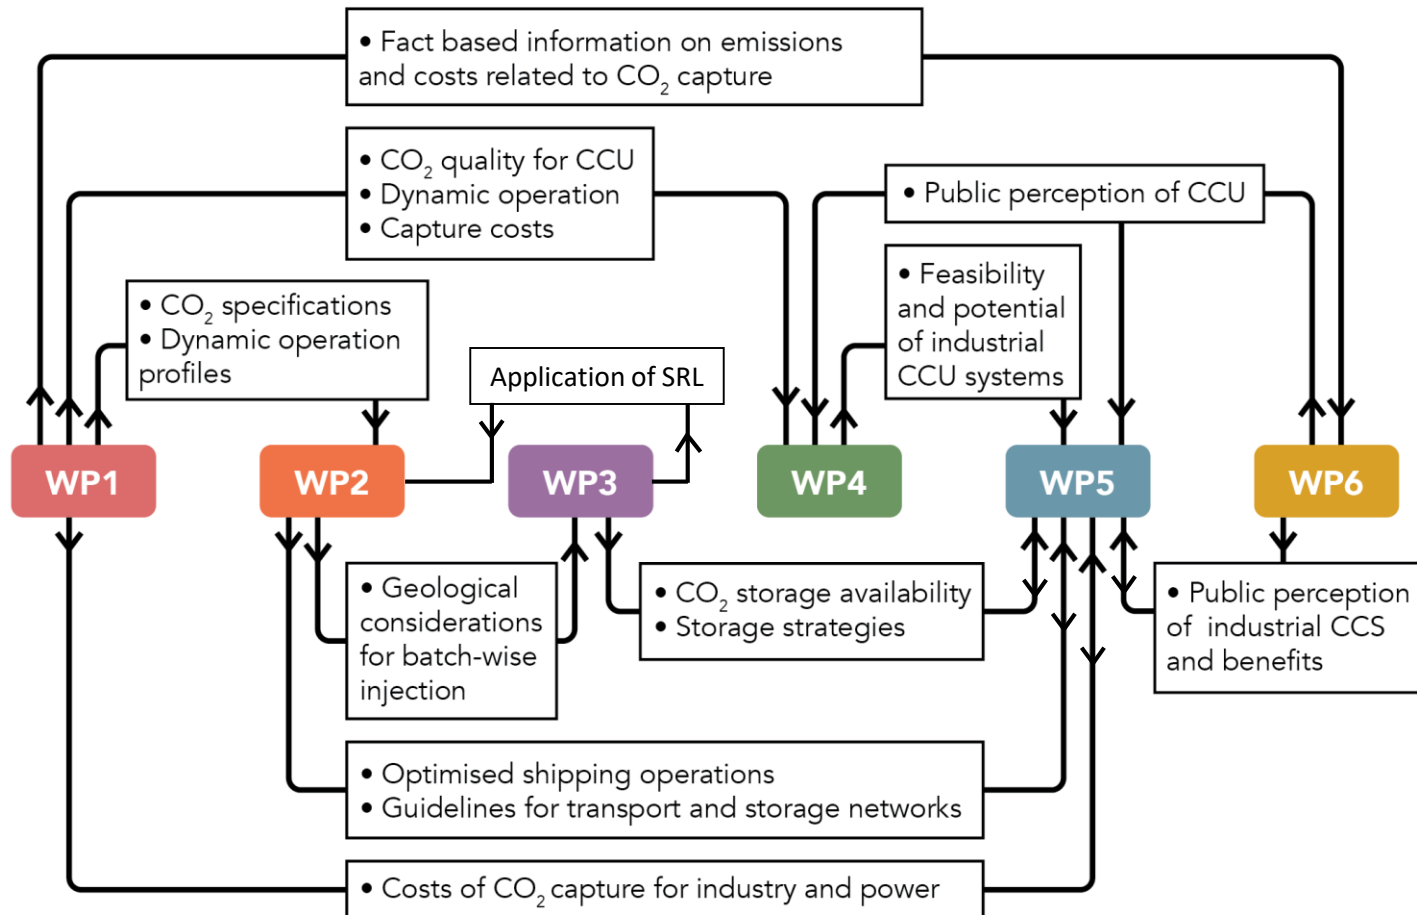 • Fact based information on emissions
and costs related to CO₂ capture
• CO₂ quality for CCU
• Dynamic operation
• Capture costs
• Public perception of CCU
• Feasibility
and potential
of industrial
CCU systems
• CO₂ specifications
• Dynamic operation
profiles
Application of SRL
WP1
WP2
WP3
WP4
WP5
WP6
• Geological
considerations
for batch-wise
injection
• CO₂ storage availability
• Storage strategies
• Public perception
of industrial CCS
and benefits
• Optimised shipping operations
• Guidelines for transport and storage networks
• Costs of CO₂ capture for industry and power